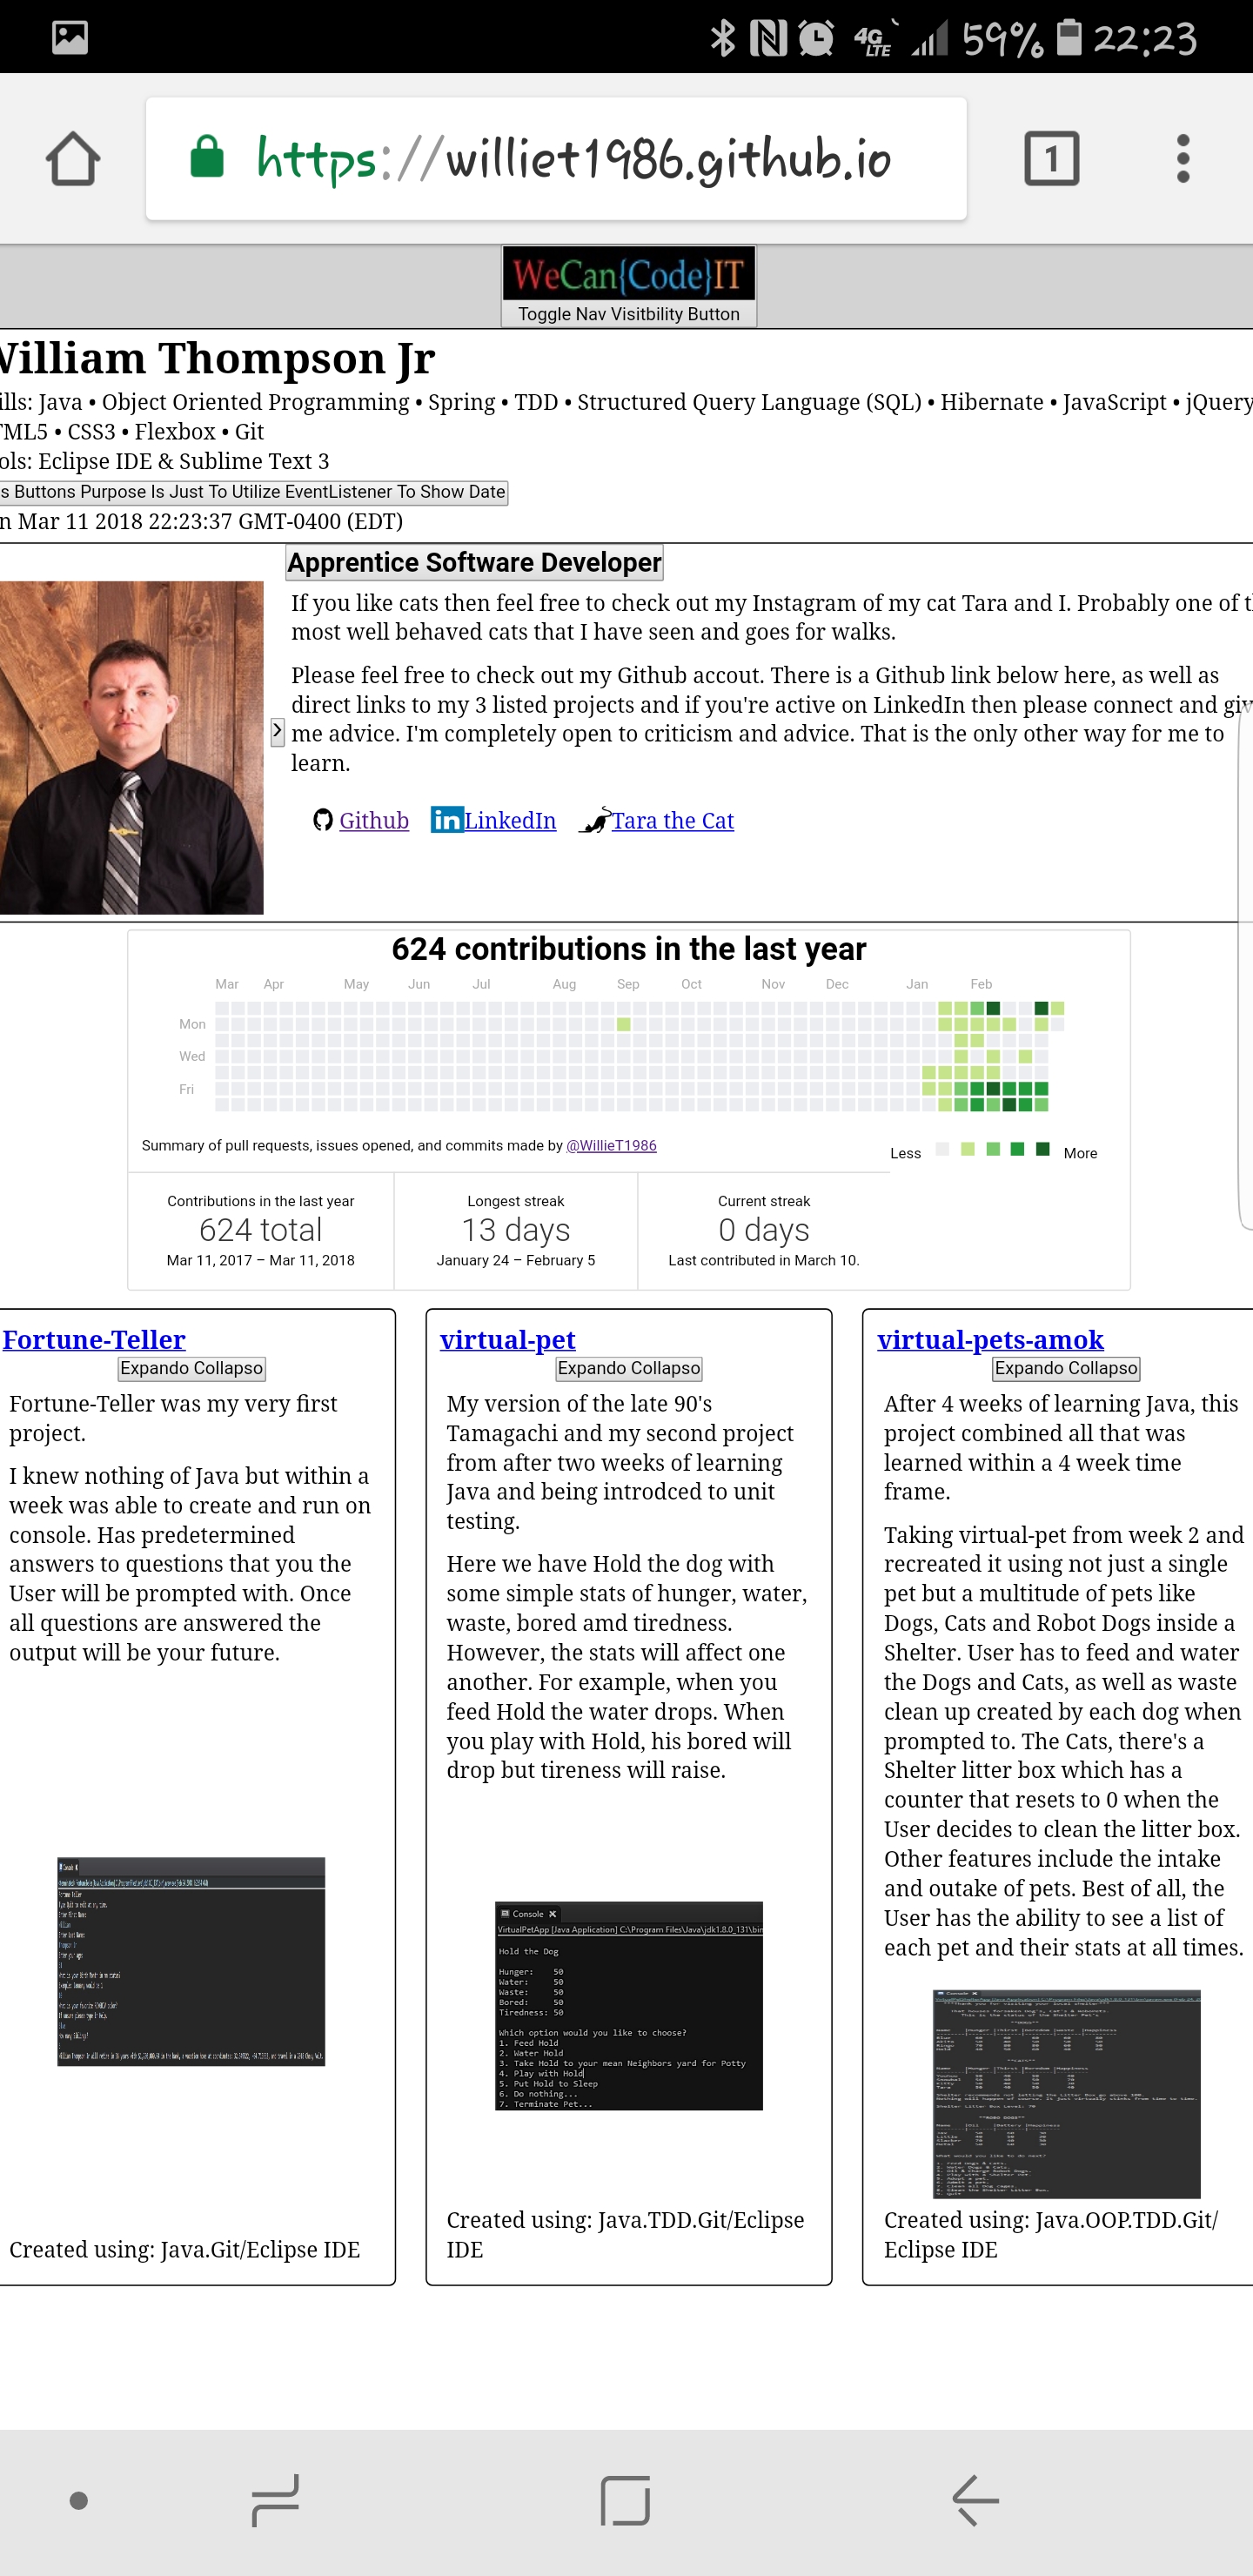 4G LTE 59% 22:23
https://williet1986.github.io
1
WeCan{Code}IT
Toggle Nav Visitbility Button
William Thompson Jr
ills: Java • Object Oriented Programming • Spring • TDD • Structured Query Language (SQL) • Hibernate • JavaScript • jQuery
TML5 • CSS3 • Flexbox • Git
ols: Eclipse IDE & Sublime Text 3
s Buttons Purpose Is Just To Utilize EventListener To Show Date
n Mar 11 2018 22:23:37 GMT-0400 (EDT)
Apprentice Software Developer
If you like cats then feel free to check out my Instagram of my cat Tara and I. Probably one of t
most well behaved cats that I have seen and goes for walks.
Please feel free to check out my Github accout. There is a Github link below here, as well as
direct links to my 3 listed projects and if you're active on LinkedIn then please connect and giv
me advice. I'm completely open to criticism and advice. That is the only other way for me to
learn.
Github in LinkedIn Tara the Cat
624 contributions in the last year
Mar Apr May Jun Jul Aug Sep Oct Nov Dec Jan Feb
Mon
Wed
Fri
Summary of pull requests, issues opened, and commits made by @WillieT1986
Less More
Contributions in the last year
624 total
Mar 11, 2017 – Mar 11, 2018
Longest streak
13 days
January 24 – February 5
Current streak
0 days
Last contributed in March 10.
Fortune-Teller
Expando Collapso
Fortune-Teller was my very first
project.
I knew nothing of Java but within a
week was able to create and run on
console. Has predetermined
answers to questions that you the
User will be prompted with. Once
all questions are answered the
output will be your future.
Created using: Java.Git/Eclipse IDE
virtual-pet
Expando Collapso
My version of the late 90's
Tamagachi and my second project
from after two weeks of learning
Java and being introdced to unit
testing.
Here we have Hold the dog with
some simple stats of hunger, water,
waste, bored amd tiredness.
However, the stats will affect one
another. For example, when you
feed Hold the water drops. When
you play with Hold, his bored will
drop but tireness will raise.
Console
VirtualPetApp [Java Application] C:\Program Files\Java\jdk1.8.0_131\bin
Hold the Dog
Hunger: 50
Water: 50
Waste: 50
Bored: 50
Tiredness: 50
Which option would you like to choose?
1. Feed Hold
2. Water Hold
3. Take Hold to your mean Neighbors yard for Potty
4. Play with Hold
5. Put Hold to Sleep
6. Do nothing...
7. Terminate Pet...
Created using: Java.TDD.Git/Eclipse
IDE
virtual-pets-amok
Expando Collapso
After 4 weeks of learning Java, this
project combined all that was
learned within a 4 week time
frame.
Taking virtual-pet from week 2 and
recreated it using not just a single
pet but a multitude of pets like
Dogs, Cats and Robot Dogs inside a
Shelter. User has to feed and water
the Dogs and Cats, as well as waste
clean up created by each dog when
prompted to. The Cats, there's a
Shelter litter box which has a
counter that resets to 0 when the
User decides to clean the litter box.
Other features include the intake
and outake of pets. Best of all, the
User has the ability to see a list of
each pet and their stats at all times.
Created using: Java.OOP.TDD.Git/
Eclipse IDE